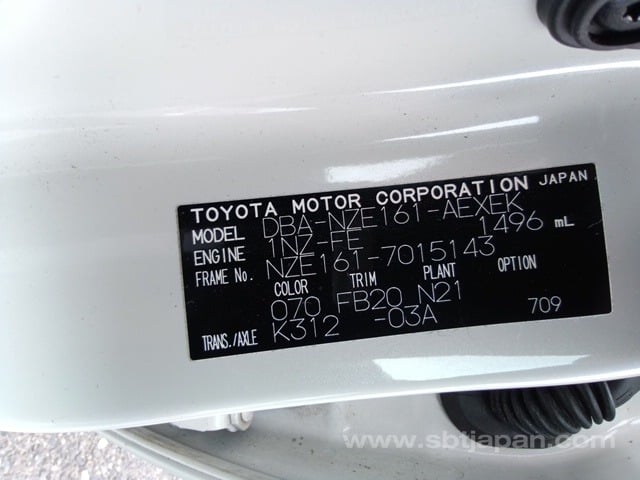 TOYOTA MOTOR CORPORATION JAPAN
MODEL DBA-NZE161-AEXEK
ENGINE 1NZ-FE 1496 mL
FRAME No. NZE161-7015143
COLOR TRIM PLANT OPTION
070 FB20 N21
TRANS./AXLE K312 -03A 709
www.sbtjapan.com